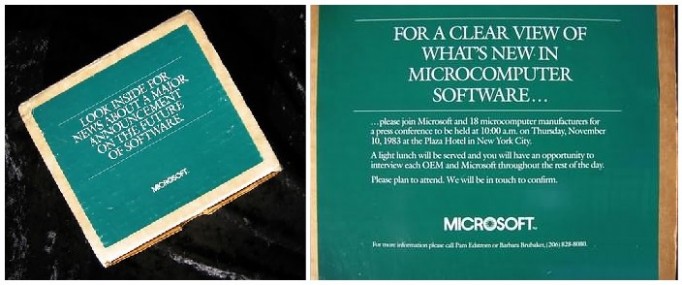 LOOK INSIDE FOR
NEWS ABOUT A MAJOR
ANNOUNCEMENT
ON THE FUTURE
OF SOFTWARE.
MICROSOFT.
FOR A CLEAR VIEW OF
WHAT'S NEW IN
MICROCOMPUTER
SOFTWARE...
...please join Microsoft and 18 microcomputer manufacturers for
a press conference to be held at 10:00 a.m. on Thursday, November
10, 1983 at the Plaza Hotel in New York City.
A light lunch will be served and you will have an opportunity to
interview each OEM and Microsoft throughout the rest of the day.
Please plan to attend. We will be in touch to confirm.
MICROSOFT™
For more information please call Pam Edstrom or Barbara Brubaker, (206) 828-8080.